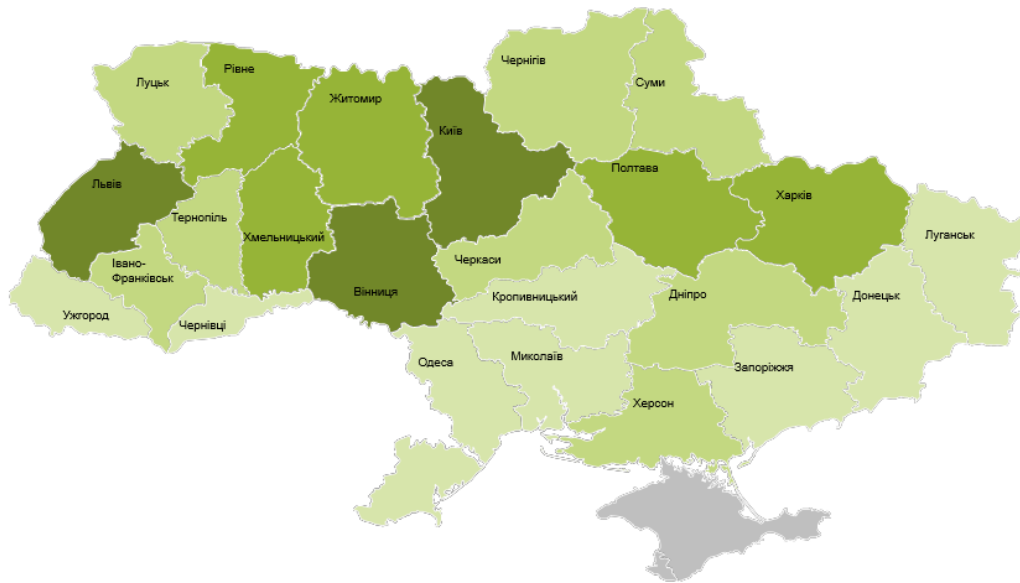 Чернігів
Суми
Рівне
Луцьк
Житомир
Київ
Полтава
Львів
Харків
Тернопіль
Хмельницький
Луганськ
Івано-
Франківськ
Черкаси
Вінниця
Кропивницький
Дніпро
Донецьк
Ужгород
Чернівці
Одеса
Миколаїв
Запоріжжя
Херсон